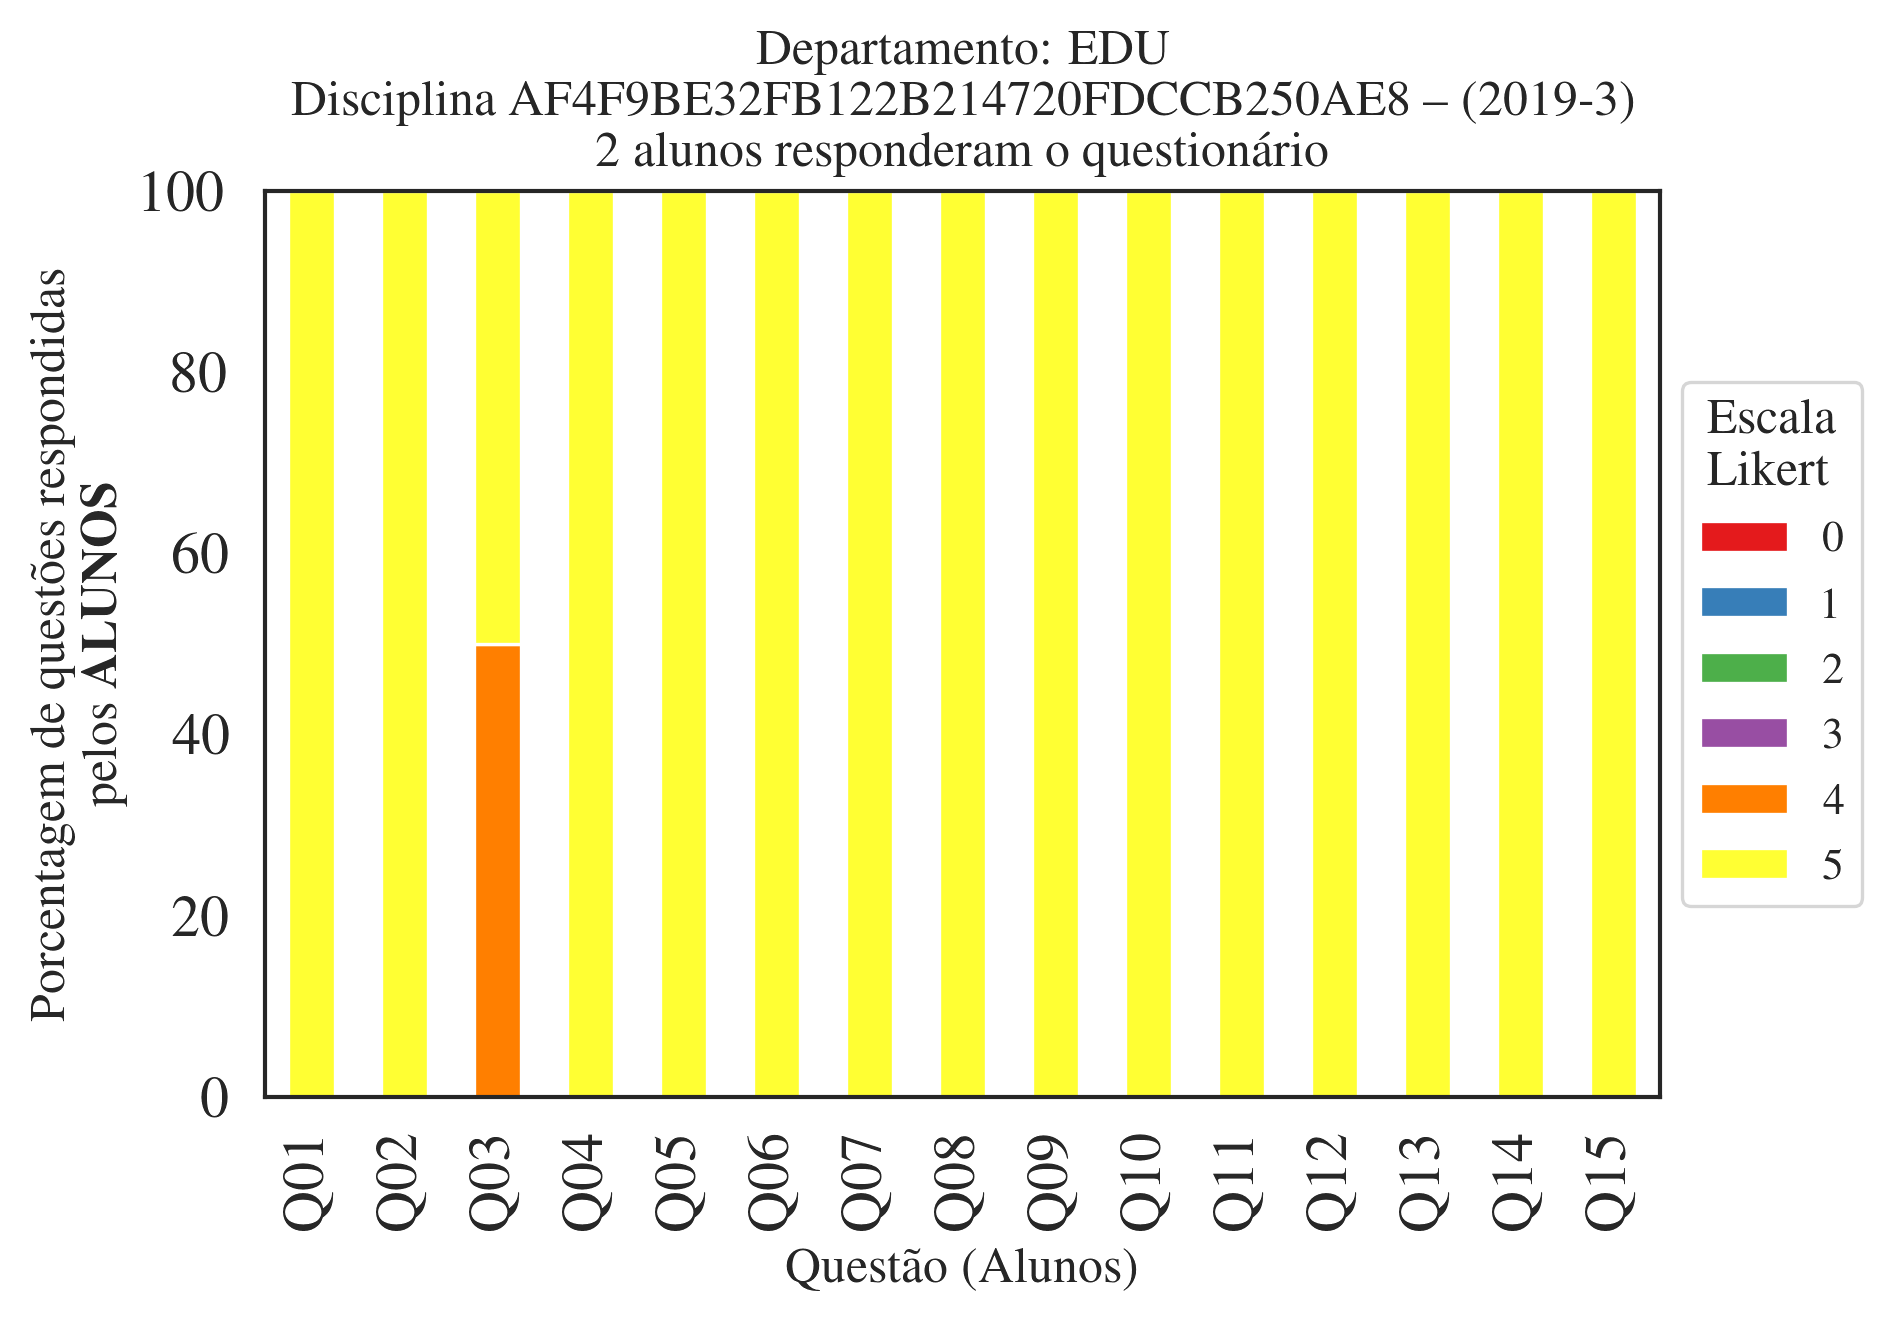 Departamento: EDU
Disciplina AF4F9BE32FB122B214720FDCCB250AE8 – (2019-3)
2 alunos responderam o questionário
Porcentagem de questões respondidas
pelos ALUNOS
100
80
60
40
20
0
Q01
Q02
Q03
Q04
Q05
Q06
Q07
Q08
Q09
Q10
Q11
Q12
Q13
Q14
Q15
Questão (Alunos)
Escala
Likert
0
1
2
3
4
5